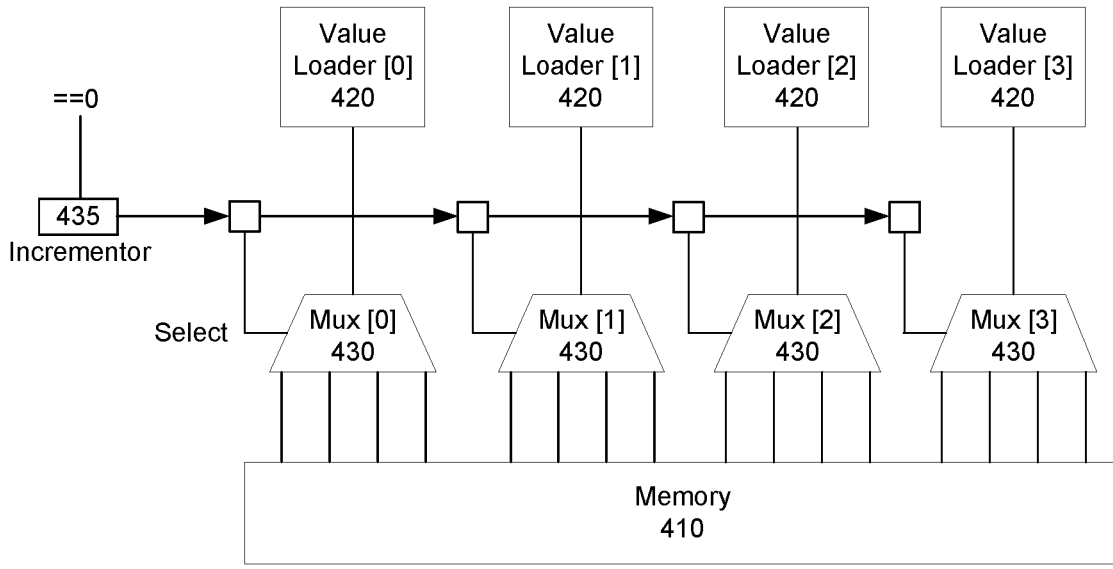 Value
Loader [0]
420
Value
Loader [1]
420
Value
Loader [2]
420
Value
Loader [3]
420
==0
435
Incrementor
Select
Mux [0]
430
Mux [1]
430
Mux [2]
430
Mux [3]
430
Memory
410